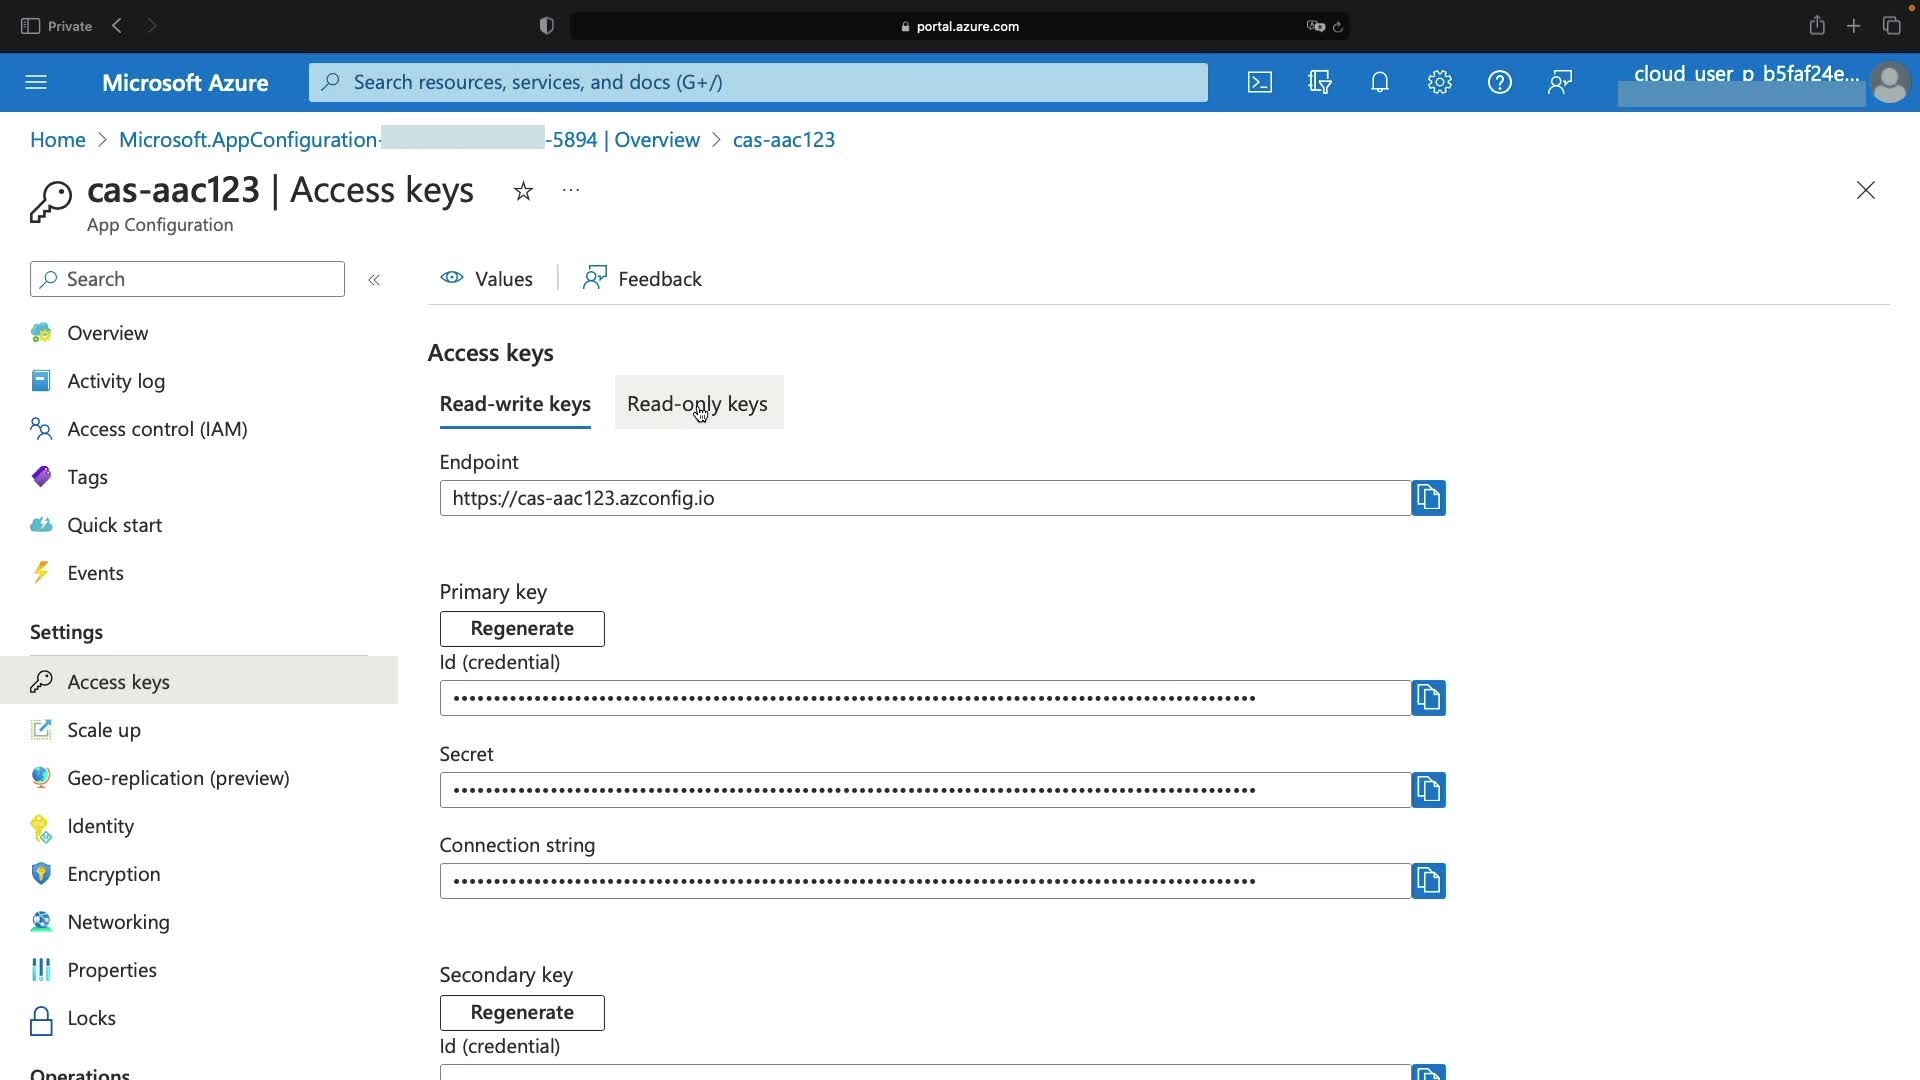 Private
portal.azure.com
Microsoft Azure
Search resources, services, and docs (G+/)
cloud_user_p_b5faf24e...
Home > Microsoft.AppConfiguration- -5894 | Overview > cas-aac123
cas-aac123 | Access keys
App Configuration
Search
Values
Feedback
Overview
Activity log
Access control (IAM)
Tags
Quick start
Events
Settings
Access keys
Scale up
Geo-replication (preview)
Identity
Encryption
Networking
Properties
Locks
Operations
Access keys
Read-write keys
Read-only keys
Endpoint
https://cas-aac123.azconfig.io
Primary key
Regenerate
Id (credential)
Secret
Connection string
Secondary key
Regenerate
Id (credential)